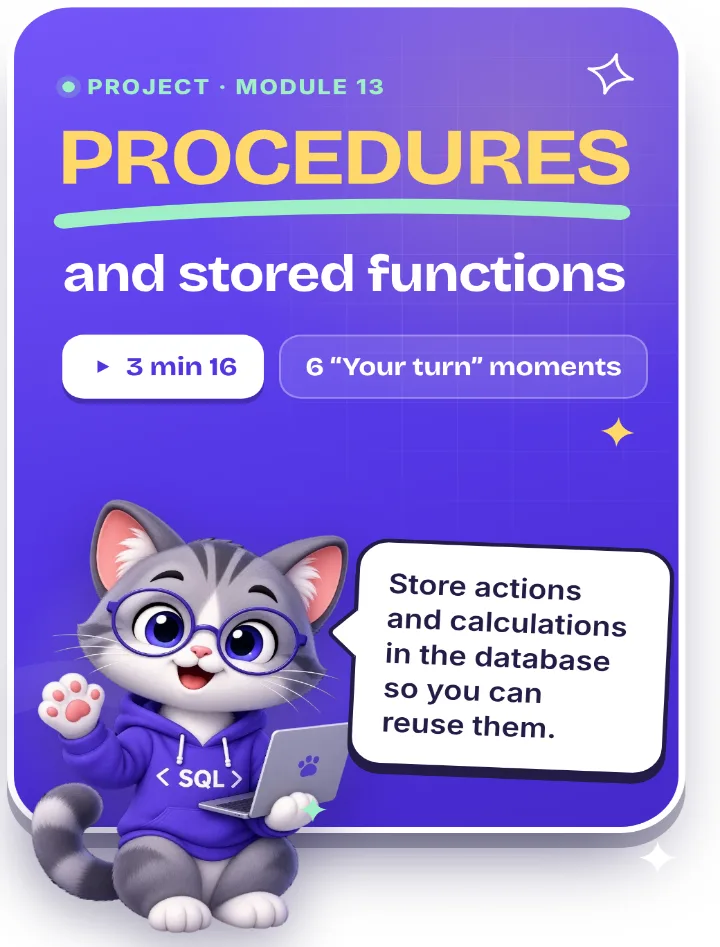 PROJECT · MODULE 13
PROCEDURES
and stored functions
3 min 16
6 “Your turn” moments
Store actions
and calculations
in the database
so you can
reuse them.
< SQL >